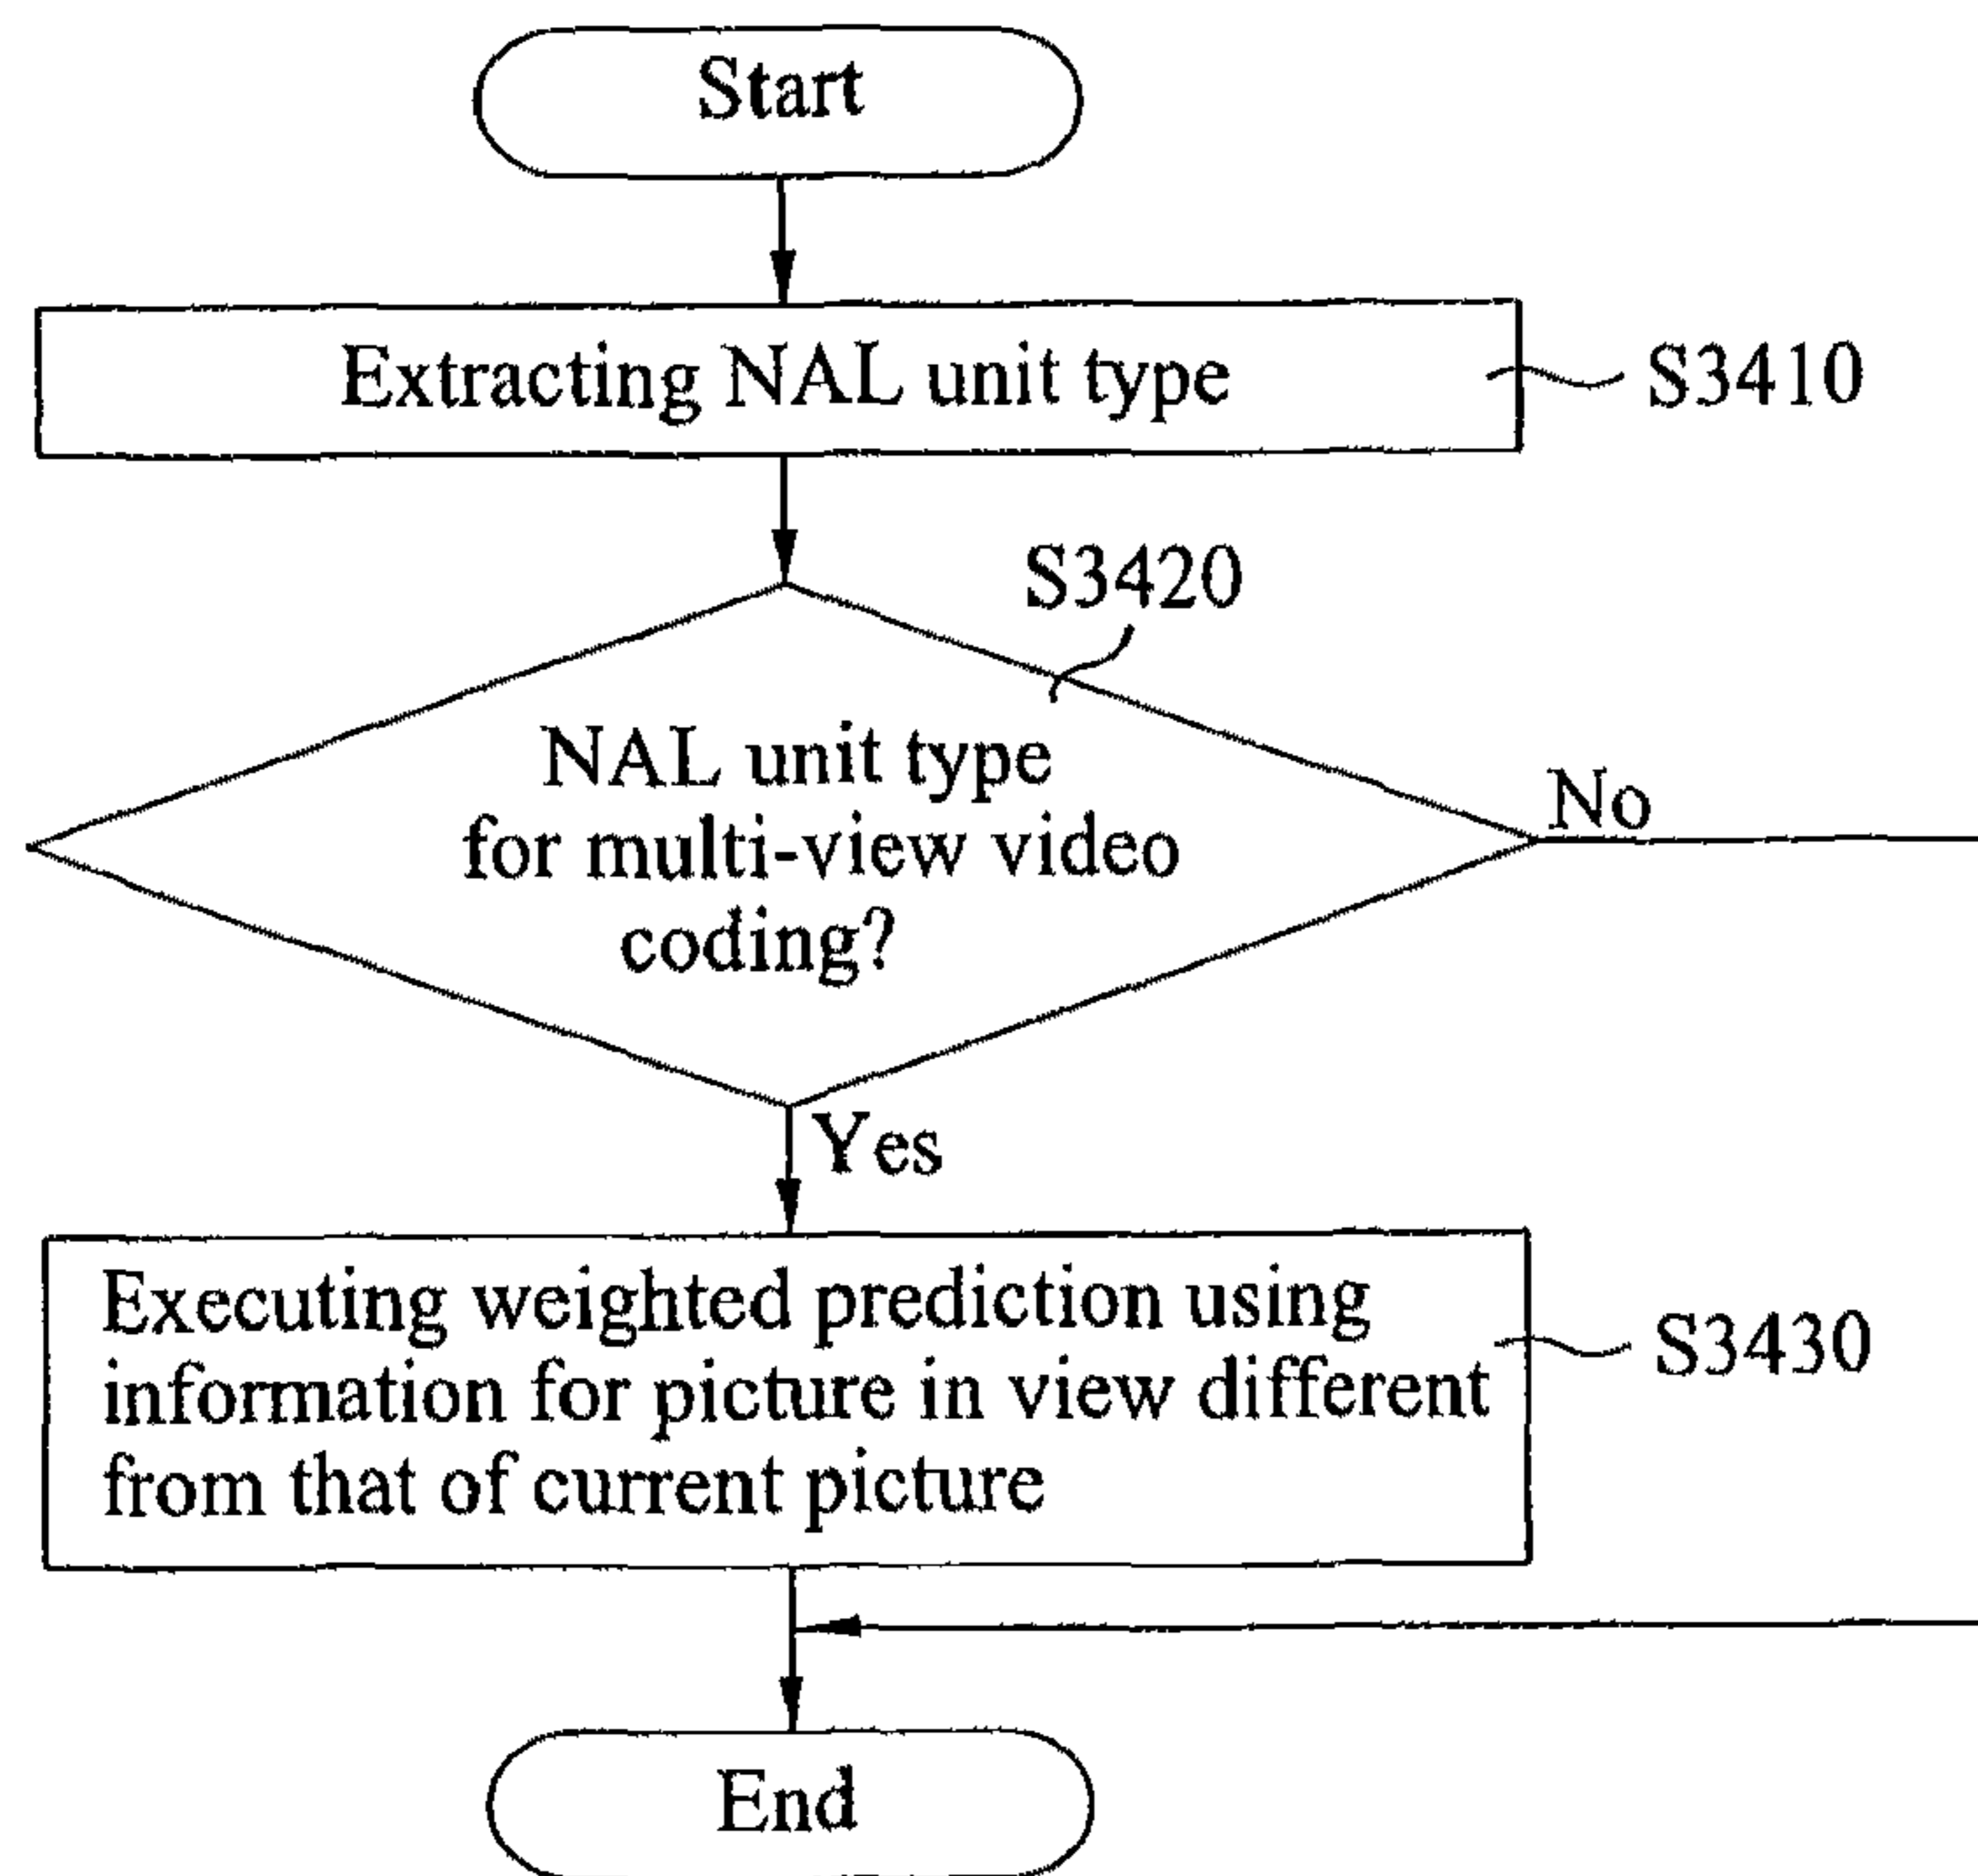 Start
Extracting NAL unit type
S3410
S3420
NAL unit type
for multi-view video
coding?
No
Yes
Executing weighted prediction using
information for picture in view different
from that of current picture
S3430
End